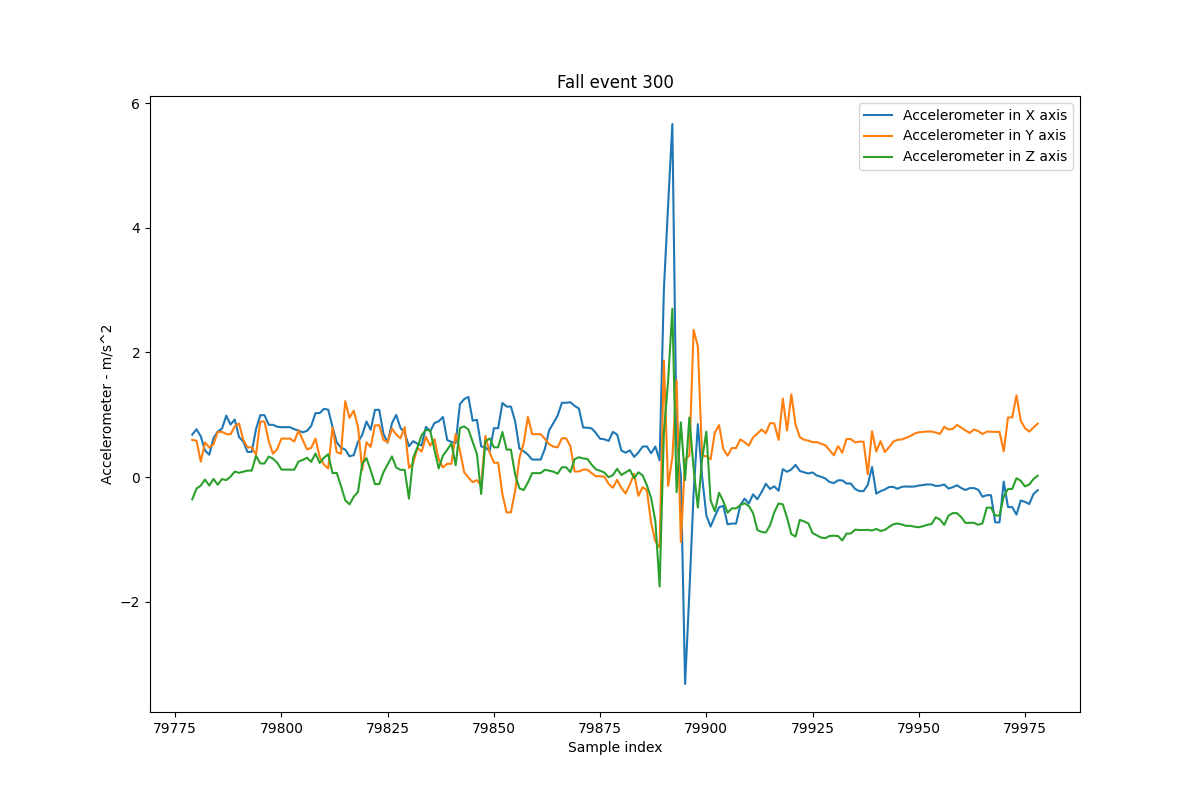 Fall event 300
6
4
2
0
−2
Accelerometer - m/s^2
Accelerometer in X axis
Accelerometer in Y axis
Accelerometer in Z axis
79775 79800 79825 79850 79875 79900 79925 79950 79975
Sample index